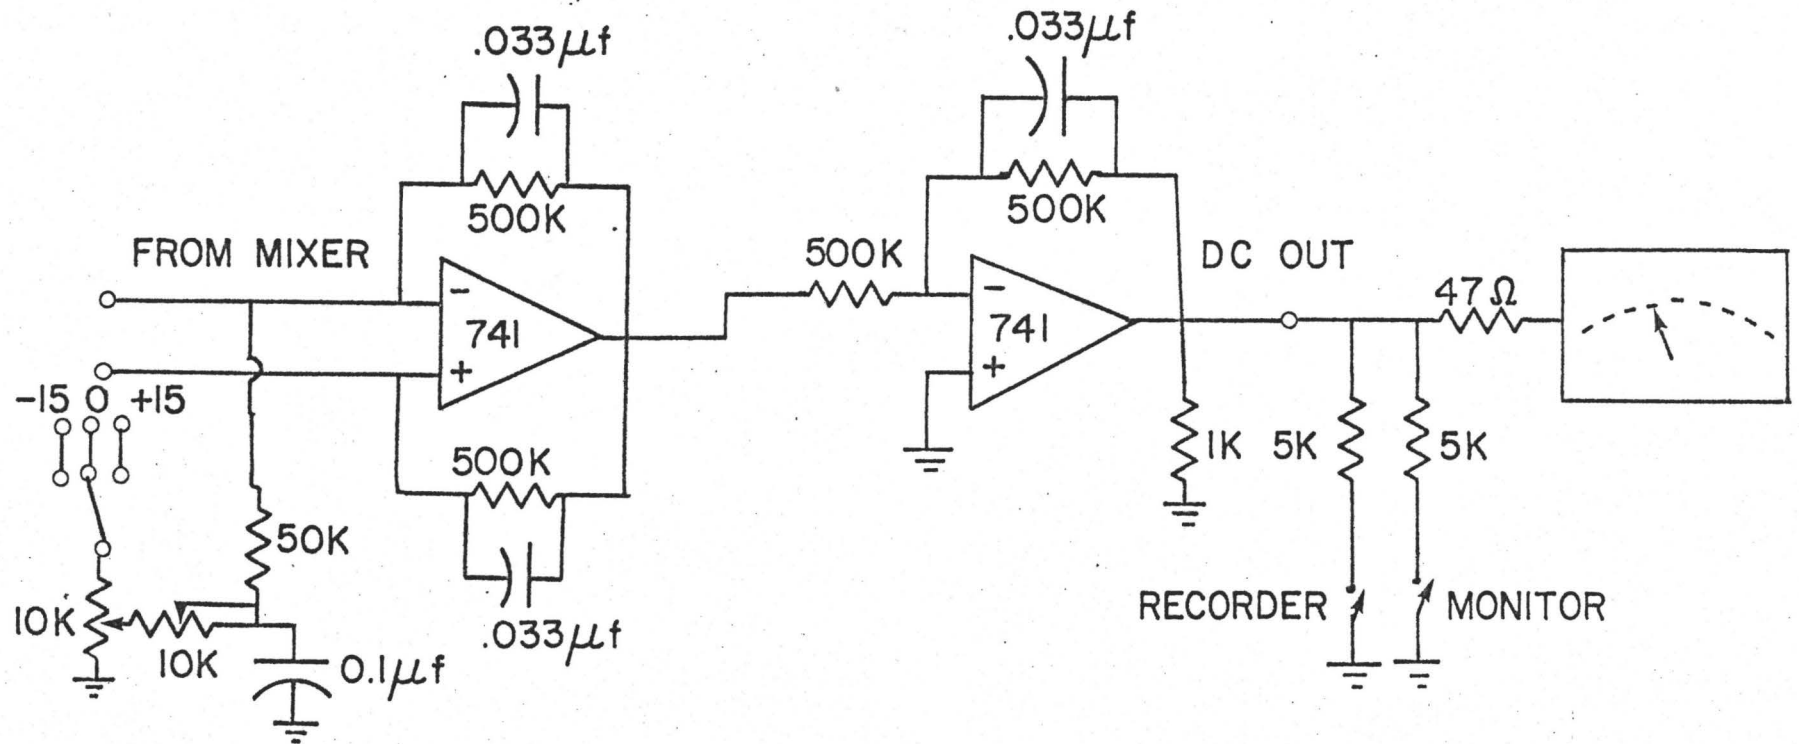 .033μf
.033μf
500K
500K
FROM MIXER
500K
DC OUT
47Ω
−
741
+
−
741
+
-15 0 +15
500K
1K
5K
5K
50K
10K
10K
.033μf
0.1μf
RECORDER
MONITOR